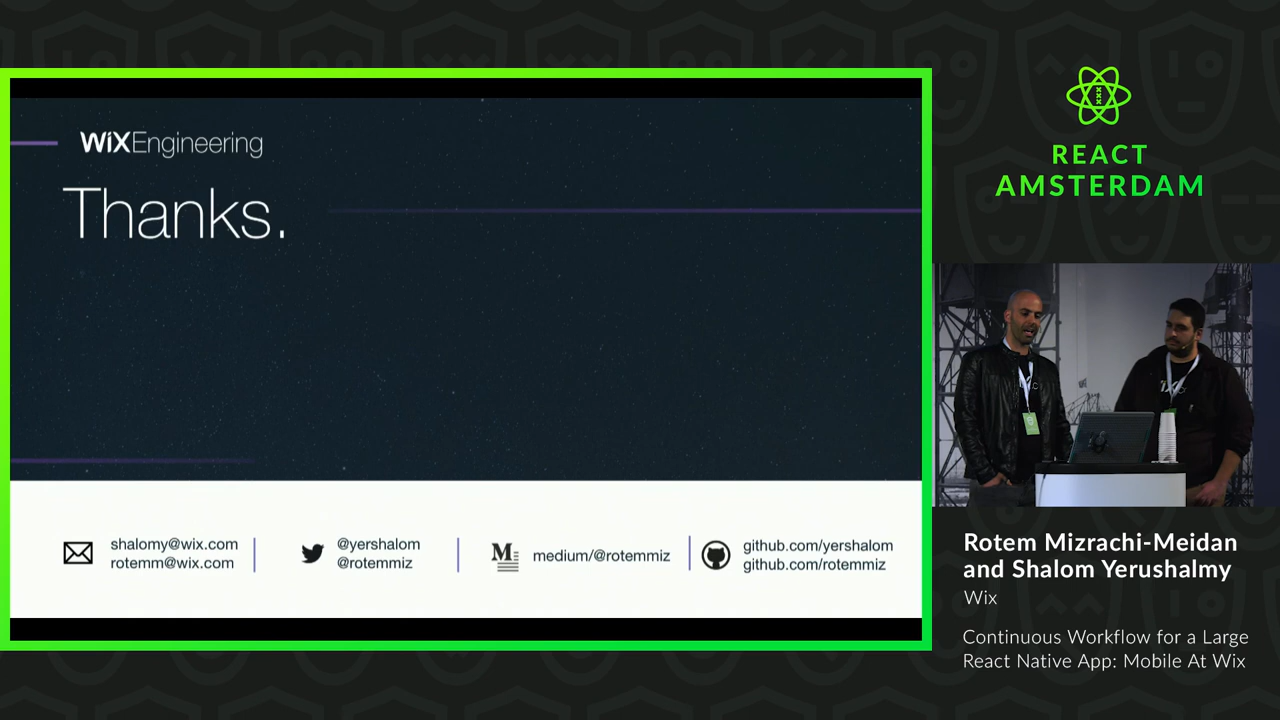 WiXEngineering
Thanks.
shalomy@wix.com
rotemm@wix.com
@yershalom
@rotemmiz
medium/@rotemmiz
github.com/yershalom
github.com/rotemmiz
REACT
AMSTERDAM
Rotem Mizrachi-Meidan
and Shalom Yerushalmy
Wix
Continuous Workflow for a Large
React Native App: Mobile At Wix